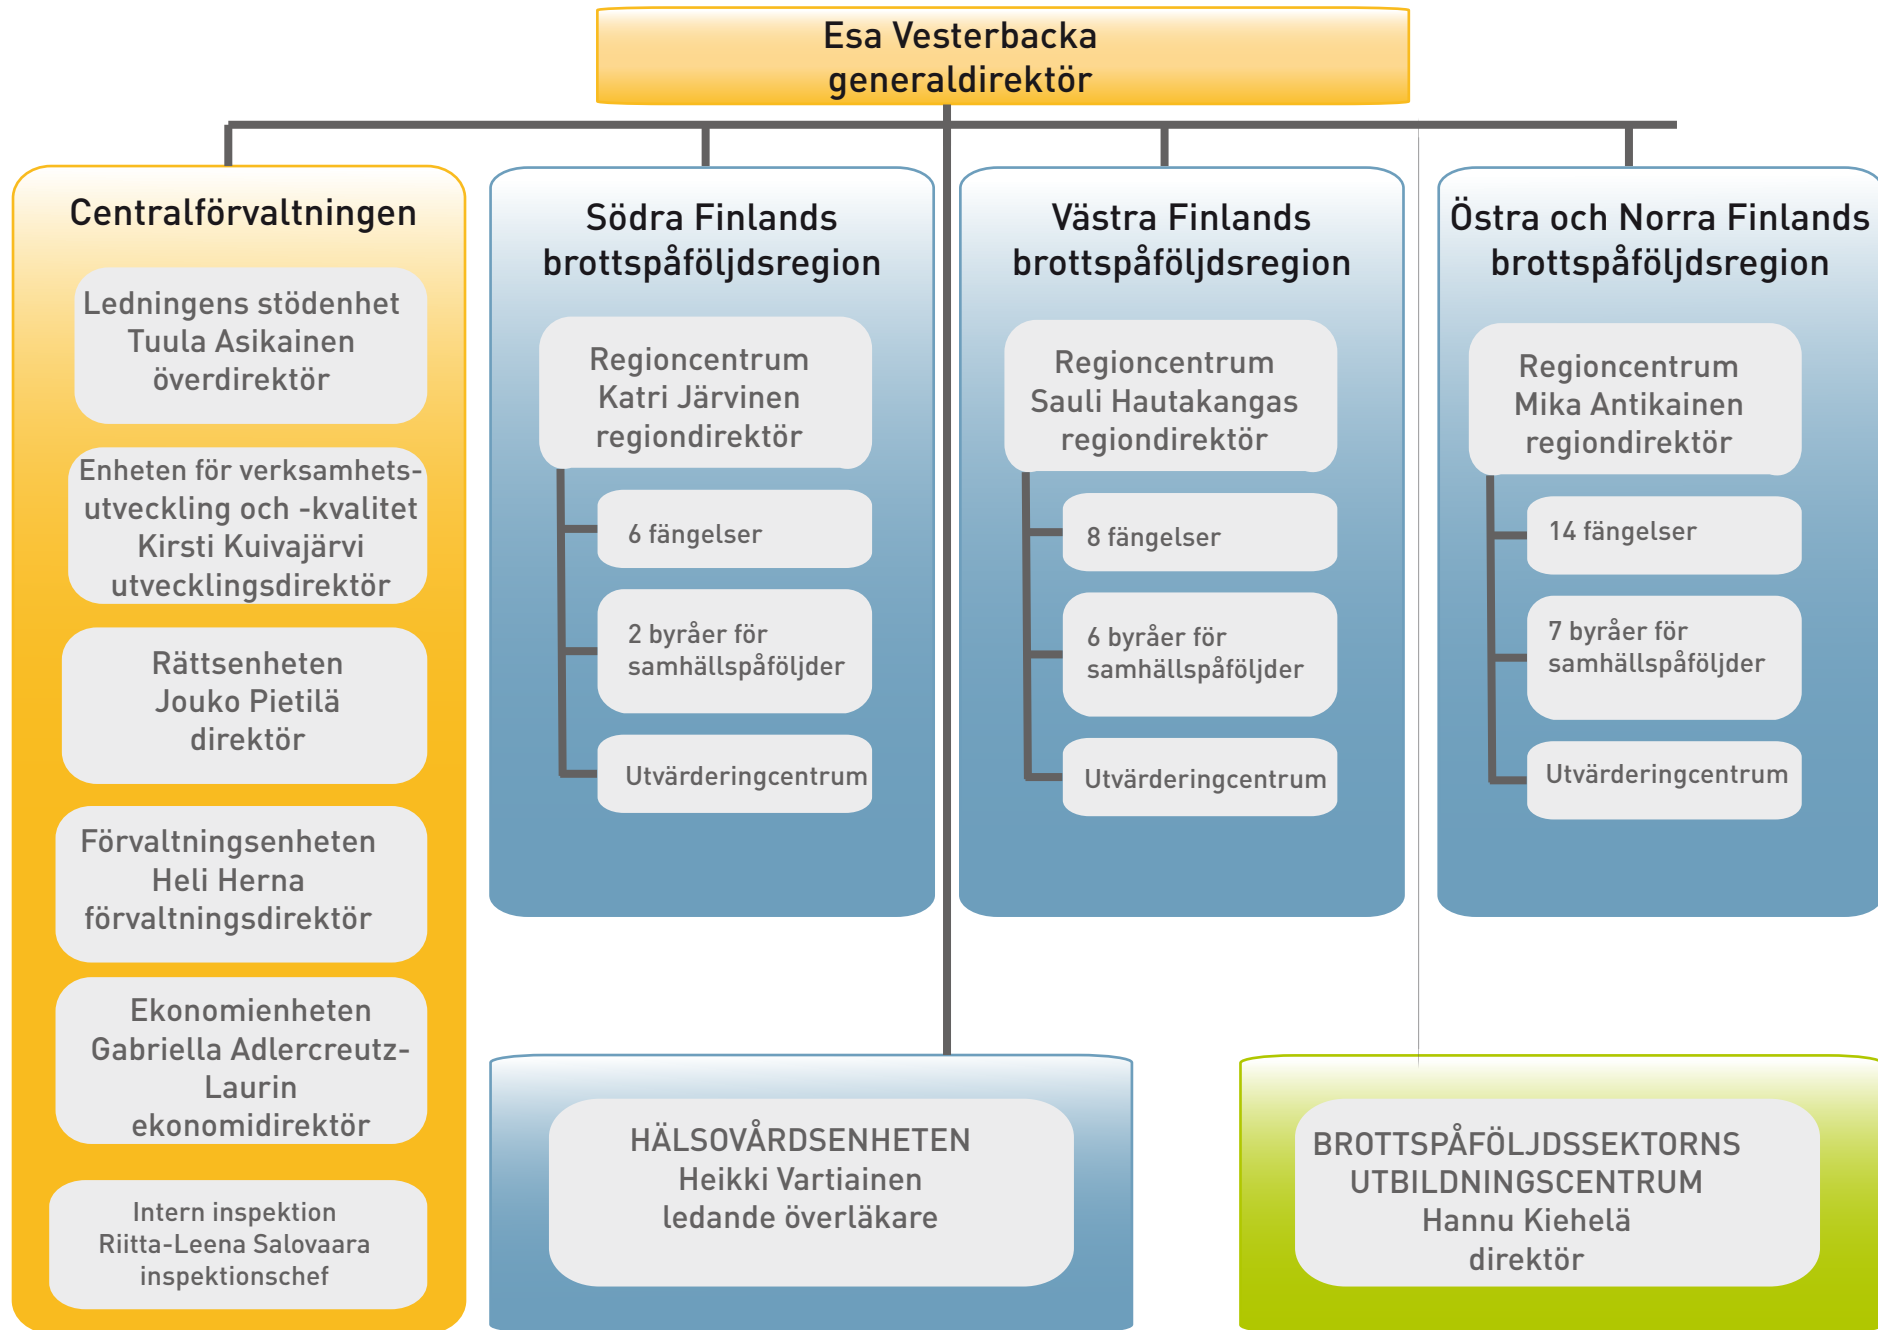 Esa Vesterbacka
generaldirektör
Centralförvaltningen
Ledningens stödenhet
Tuula Asikainen
överdirektör
Enheten för verksamhets-
utveckling och -kvalitet
Kirsti Kuivajärvi
utvecklingsdirektör
Rättsenheten
Jouko Pietilä
direktör
Förvaltningsenheten
Heli Herna
förvaltningsdirektör
Ekonomienheten
Gabriella Adlercreutz-
Laurin
ekonomidirektör
Intern inspektion
Riitta-Leena Salovaara
inspektionschef
Södra Finlands
brottspåföljdsregion
Regioncentrum
Katri Järvinen
regiondirektör
6 fängelser
2 byråer för
samhällspåföljder
Utvärderingcentrum
Västra Finlands
brottspåföljdsregion
Regioncentrum
Sauli Hautakangas
regiondirektör
8 fängelser
6 byråer för
samhällspåföljder
Utvärderingcentrum
Östra och Norra Finlands
brottspåföljdsregion
Regioncentrum
Mika Antikainen
regiondirektör
14 fängelser
7 byråer för
samhällspåföljder
Utvärderingcentrum
HÄLSOVÅRDSENHETEN
Heikki Vartiainen
ledande överläkare
BROTTSPÅFÖLJDSSEKTORNS
UTBILDNINGSCENTRUM
Hannu Kiehelä
direktör